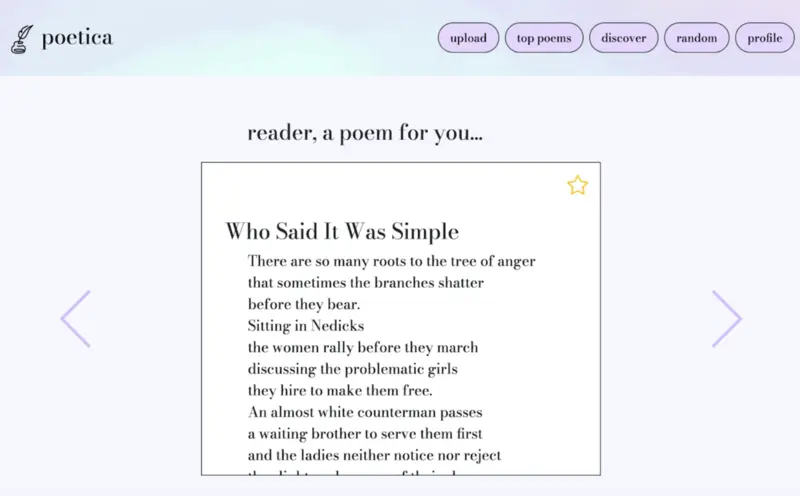 poetica
upload
top poems
discover
random
profile
reader, a poem for you...
Who Said It Was Simple
There are so many roots to the tree of anger
that sometimes the branches shatter
before they bear.
Sitting in Nedicks
the women rally before they march
discussing the problematic girls
they hire to make them free.
An almost white counterman passes
a waiting brother to serve them first
and the ladies neither notice nor reject